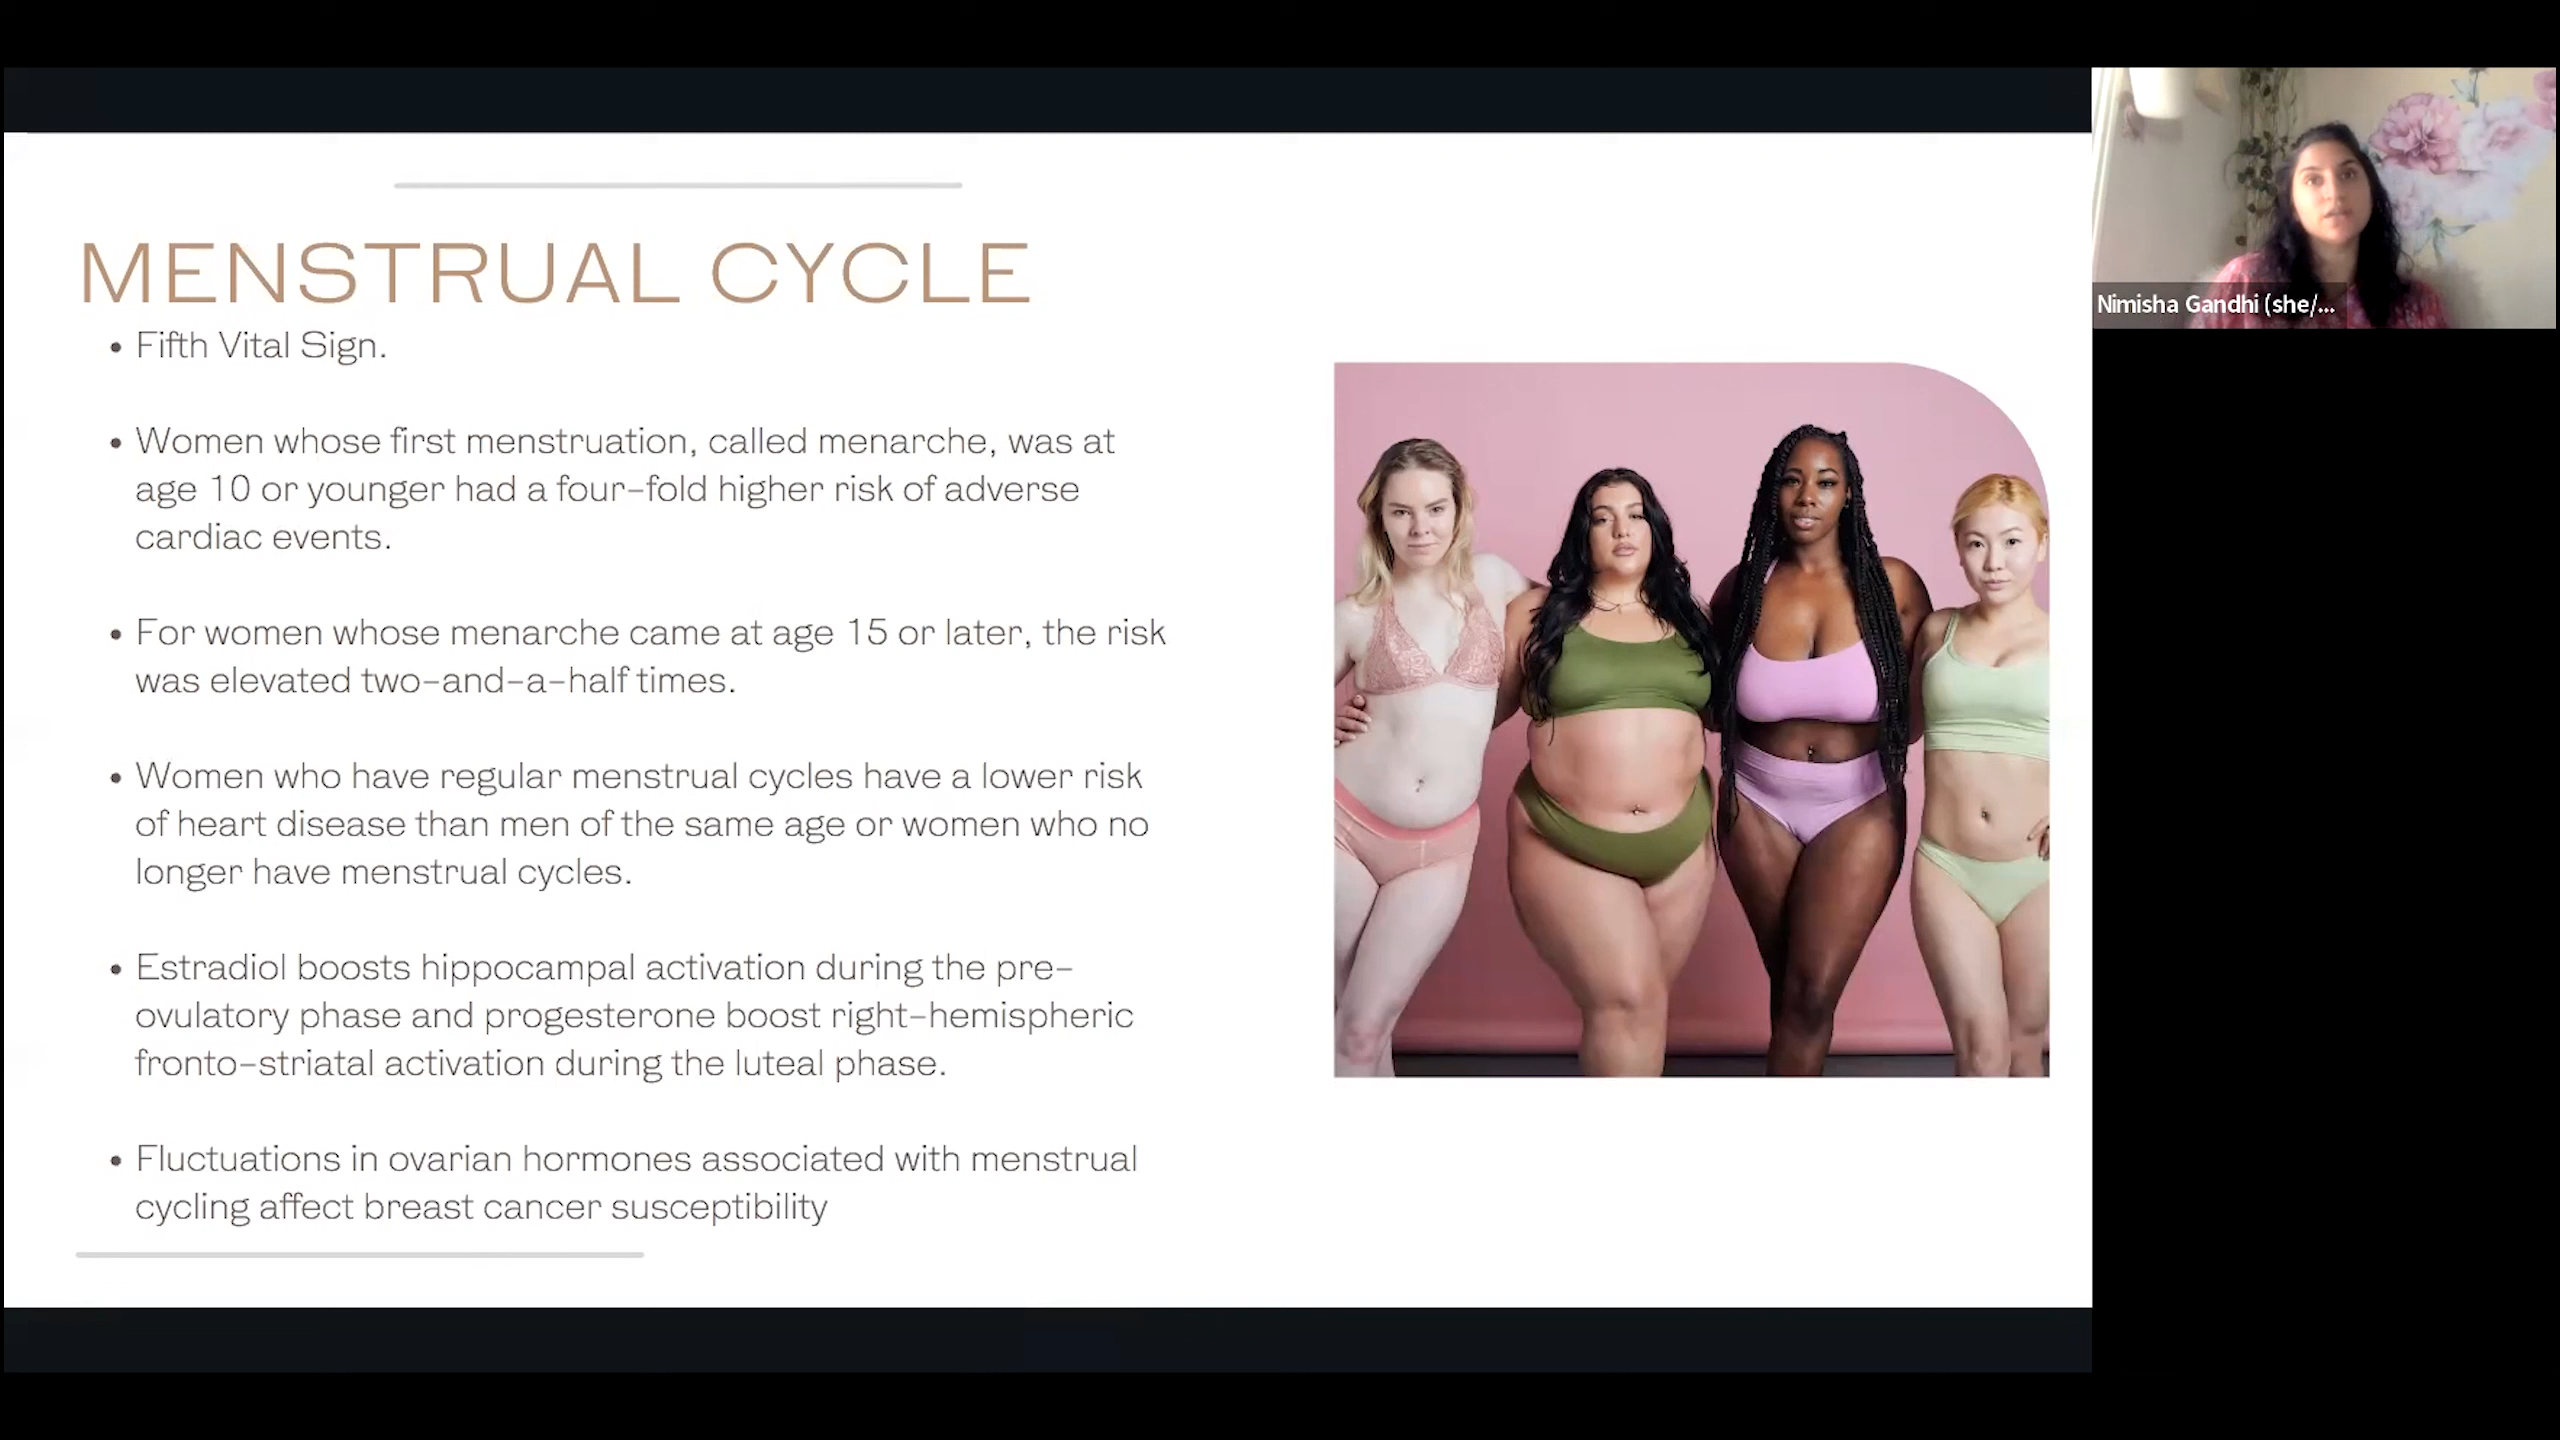 MENSTRUAL CYCLE
• Fifth Vital Sign.
• Women whose first menstruation, called menarche, was at
age 10 or younger had a four-fold higher risk of adverse
cardiac events.
• For women whose menarche came at age 15 or later, the risk
was elevated two-and-a-half times.
• Women who have regular menstrual cycles have a lower risk
of heart disease than men of the same age or women who no
longer have menstrual cycles.
• Estradiol boosts hippocampal activation during the pre-
ovulatory phase and progesterone boost right-hemispheric
fronto-striatal activation during the luteal phase.
• Fluctuations in ovarian hormones associated with menstrual
cycling affect breast cancer susceptibility
Nimisha Gandhi (she/...